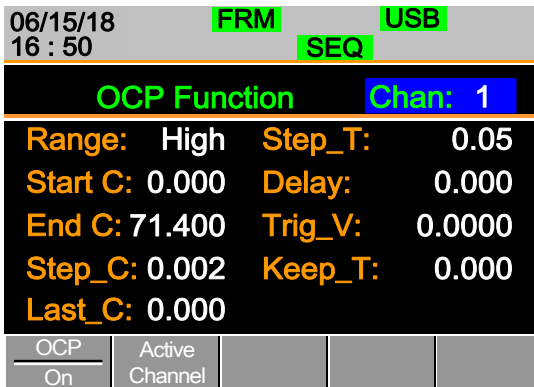 06/15/18 FRM USB
16 : 50 SEQ
OCP Function Chan: 1
Range: High Step_T: 0.05
Start C: 0.000 Delay: 0.000
End C: 71.400 Trig_V: 0.0000
Step_C: 0.002 Keep_T: 0.000
Last_C: 0.000
OCP Active
On Channel